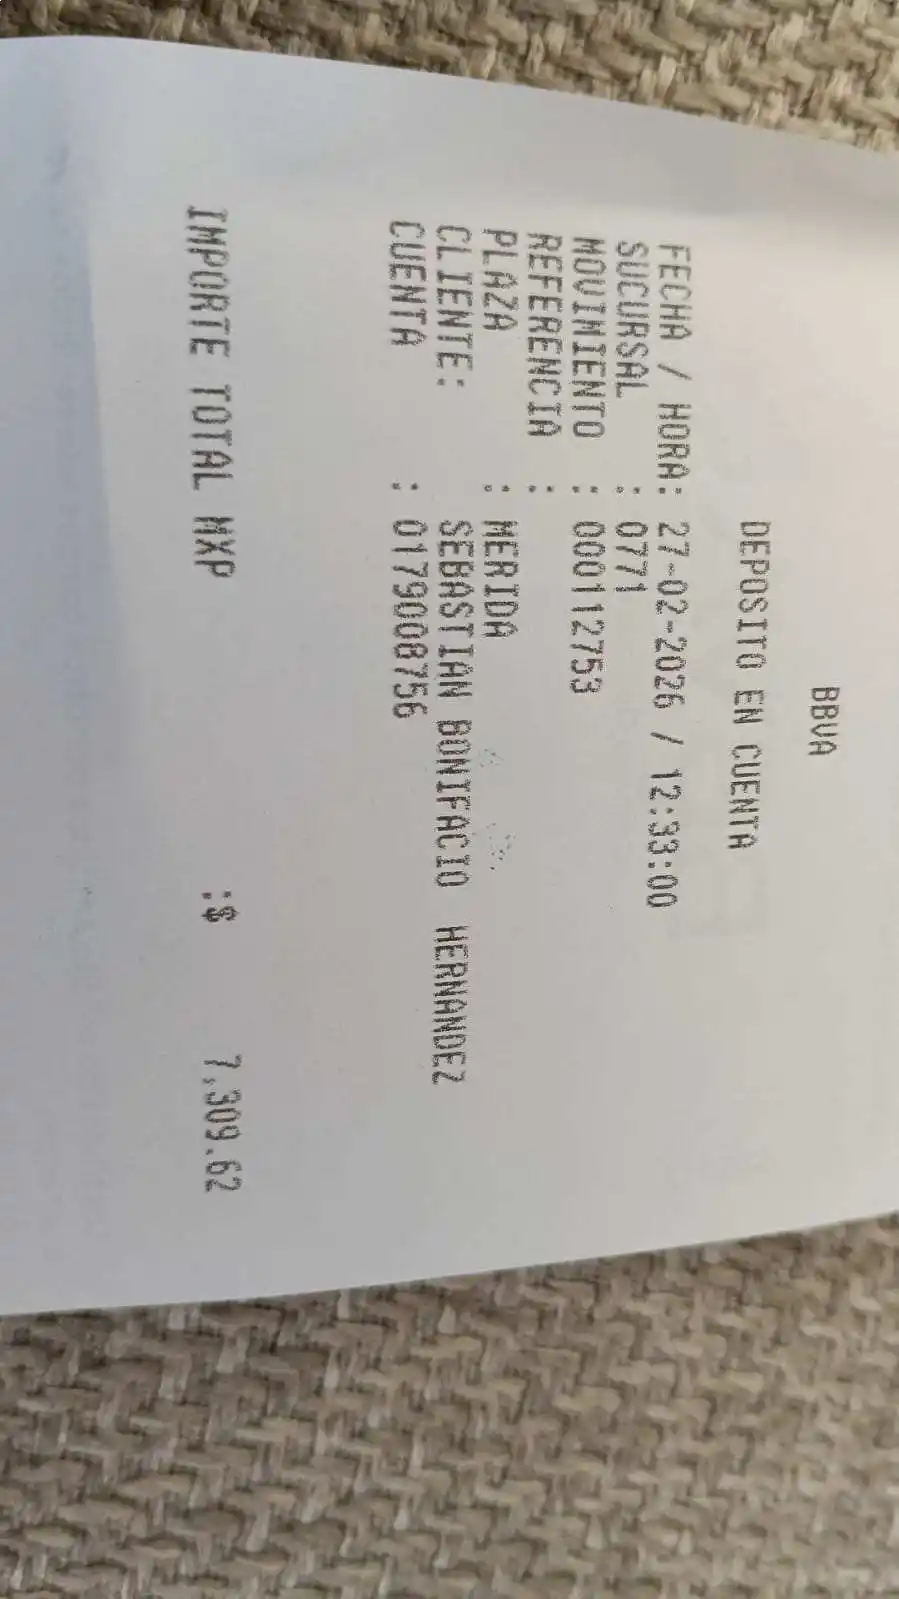 BBVA
DEPOSITO EN CUENTA
FECHA / HORA: 27-02-2026 / 12:33:00
SUCURSAL : 0771
MOVIMIENTO : 000112753
REFERENCIA :
PLAZA : MERIDA
CLIENTE: SEBASTIAN BONIFACIO HERNANDEZ
CUENTA : 0179008756
IMPORTE TOTAL MXP :$ 7,309.62